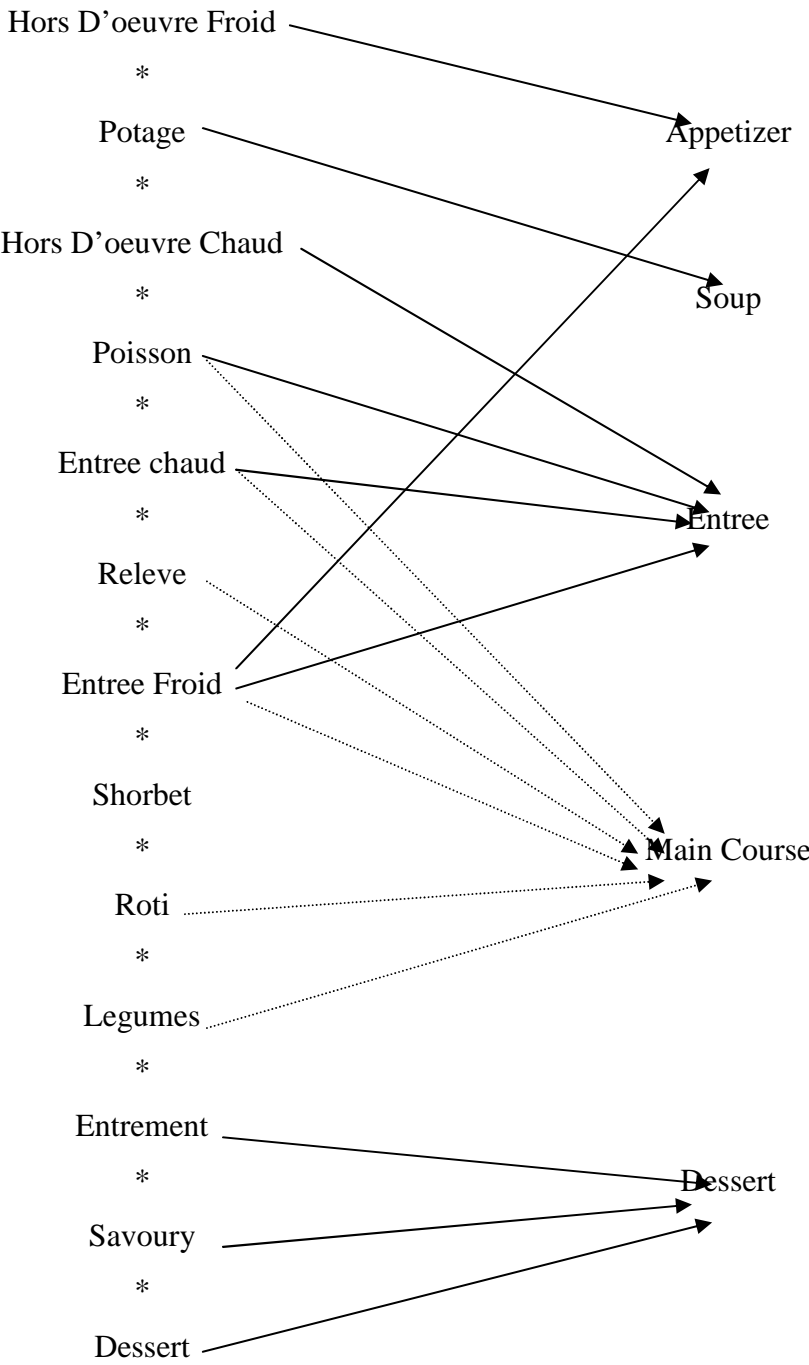 Hors D’oeuvre Froid
*
Potage
Appetizer
*
Hors D’oeuvre Chaud
*
Soup
Poisson
*
Entree chaud
*
Entree
Releve
*
Entree Froid
*
Shorbet
*
Main Course
Roti
*
Legumes
*
Entrement
*
Dessert
Savoury
*
Dessert